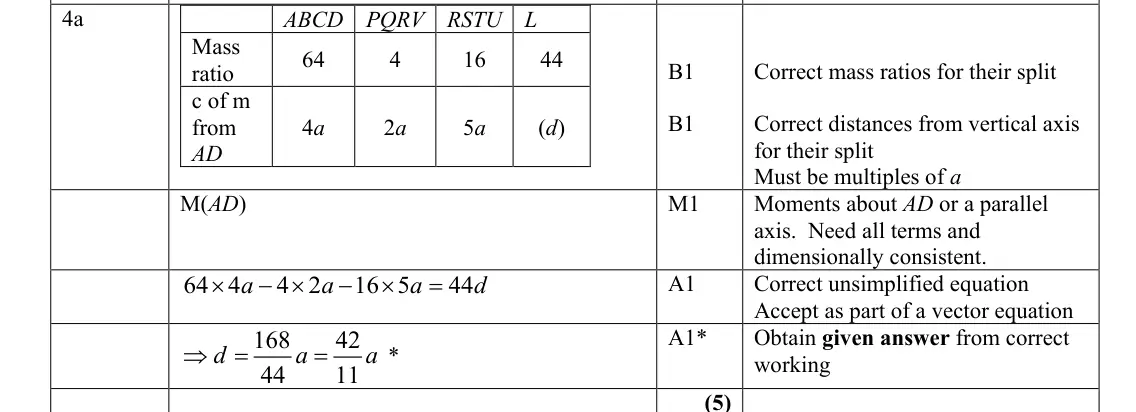 4a
ABCD PQRV RSTU L
Mass ratio 64 4 16 44
B1 Correct mass ratios for their split
c of m from AD 4a 2a 5a (d)
B1 Correct distances from vertical axis
for their split
Must be multiples of a
M(AD) M1 Moments about AD or a parallel
axis. Need all terms and
dimensionally consistent.
64 × 4a − 4 × 2a − 16 × 5a = 44d A1 Correct unsimplified equation
Accept as part of a vector equation
⇒ d = 168/44 a = 42/11 a * A1* Obtain given answer from correct
working
(5)